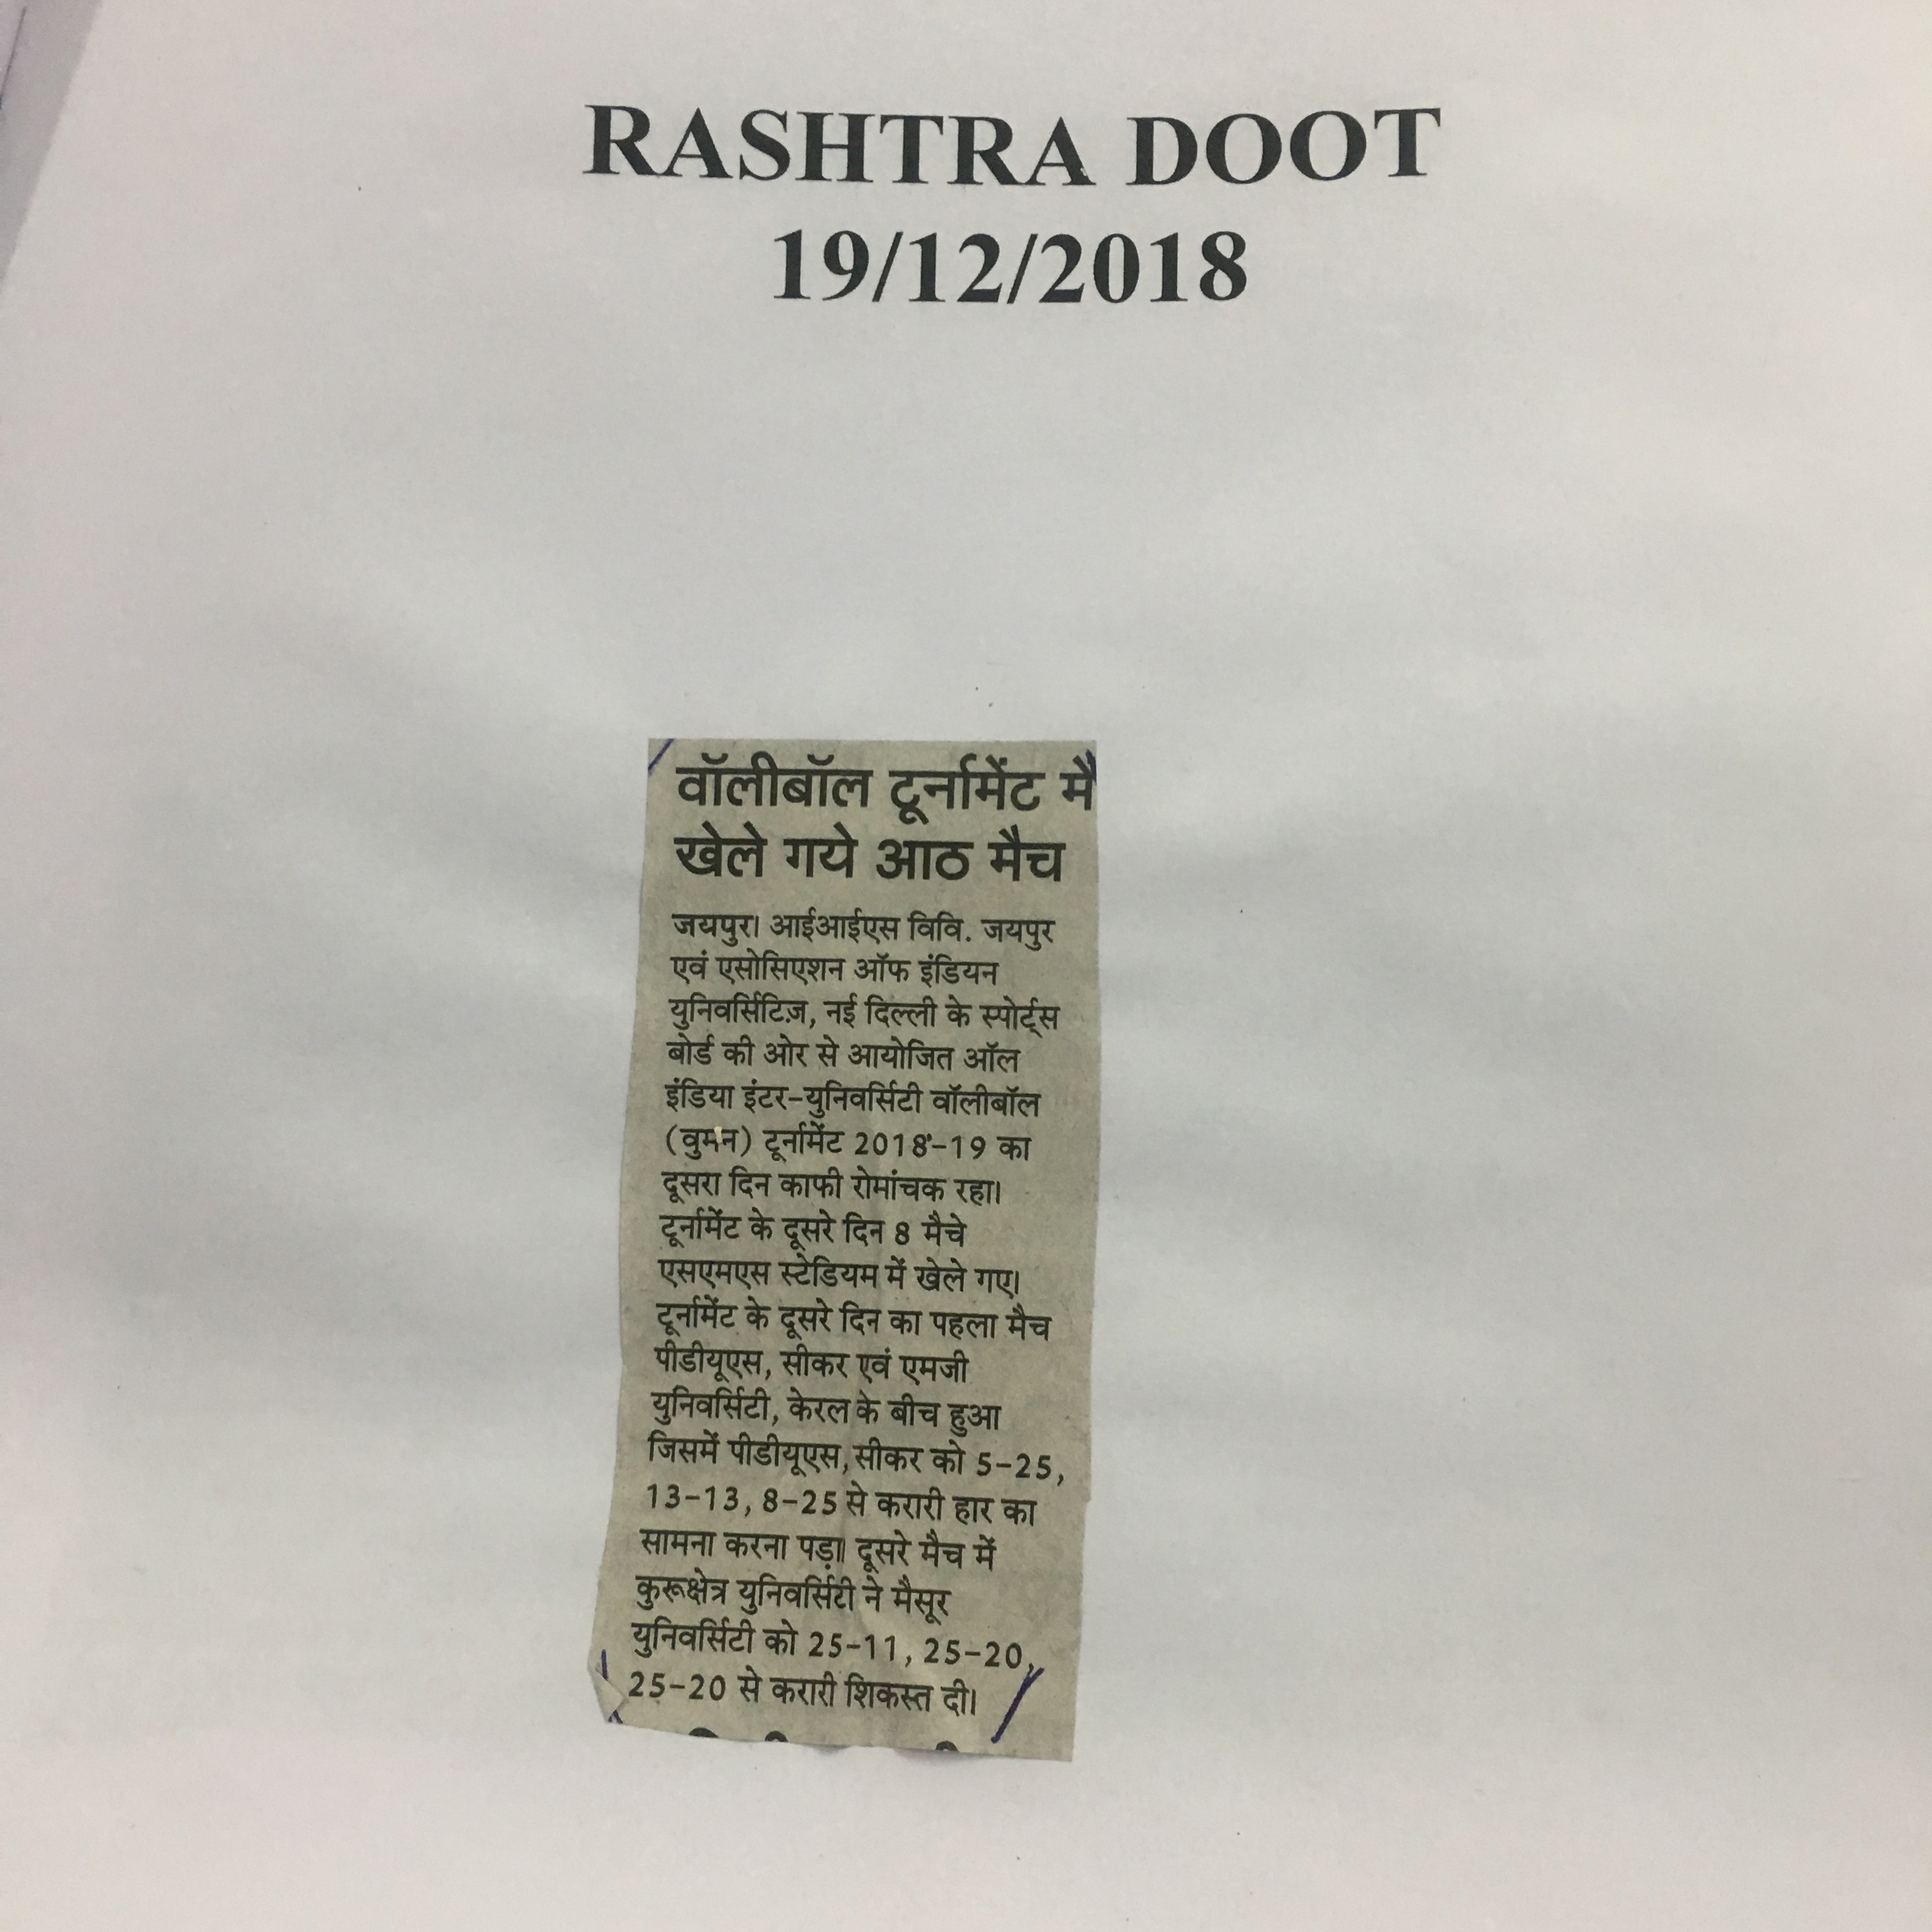 RASHTRA DOOT
19/12/2018
वॉलीबॉल टूर्नामेंट में
खेले गये आठ मैच
जयपुर। आईआईएस विवि. जयपुर
एवं एसोसिएशन ऑफ इंडियन
युनिवर्सिटिज़, नई दिल्ली के स्पोर्ट्स
बोर्ड की ओर से आयोजित ऑल
इंडिया इंटर-युनिवर्सिटी वॉलीबॉल
(वुमन) टूर्नामेंट 2018-19 का
दूसरा दिन काफी रोमांचक रहा।
टूर्नामेंट के दूसरे दिन 8 मैचे
एसएमएस स्टेडियम में खेले गए।
टूर्नामेंट के दूसरे दिन का पहला मैच
पीडीयूएस, सीकर एवं एमजी
युनिवर्सिटी, केरल के बीच हुआ
जिसमें पीडीयूएस, सीकर को 5-25,
13-13, 8-25 से करारी हार का
सामना करना पड़ा। दूसरे मैच में
कुरूक्षेत्र युनिवर्सिटी ने मैसूर
युनिवर्सिटी को 25-11, 25-20,
25-20 से करारी शिकस्त दी।